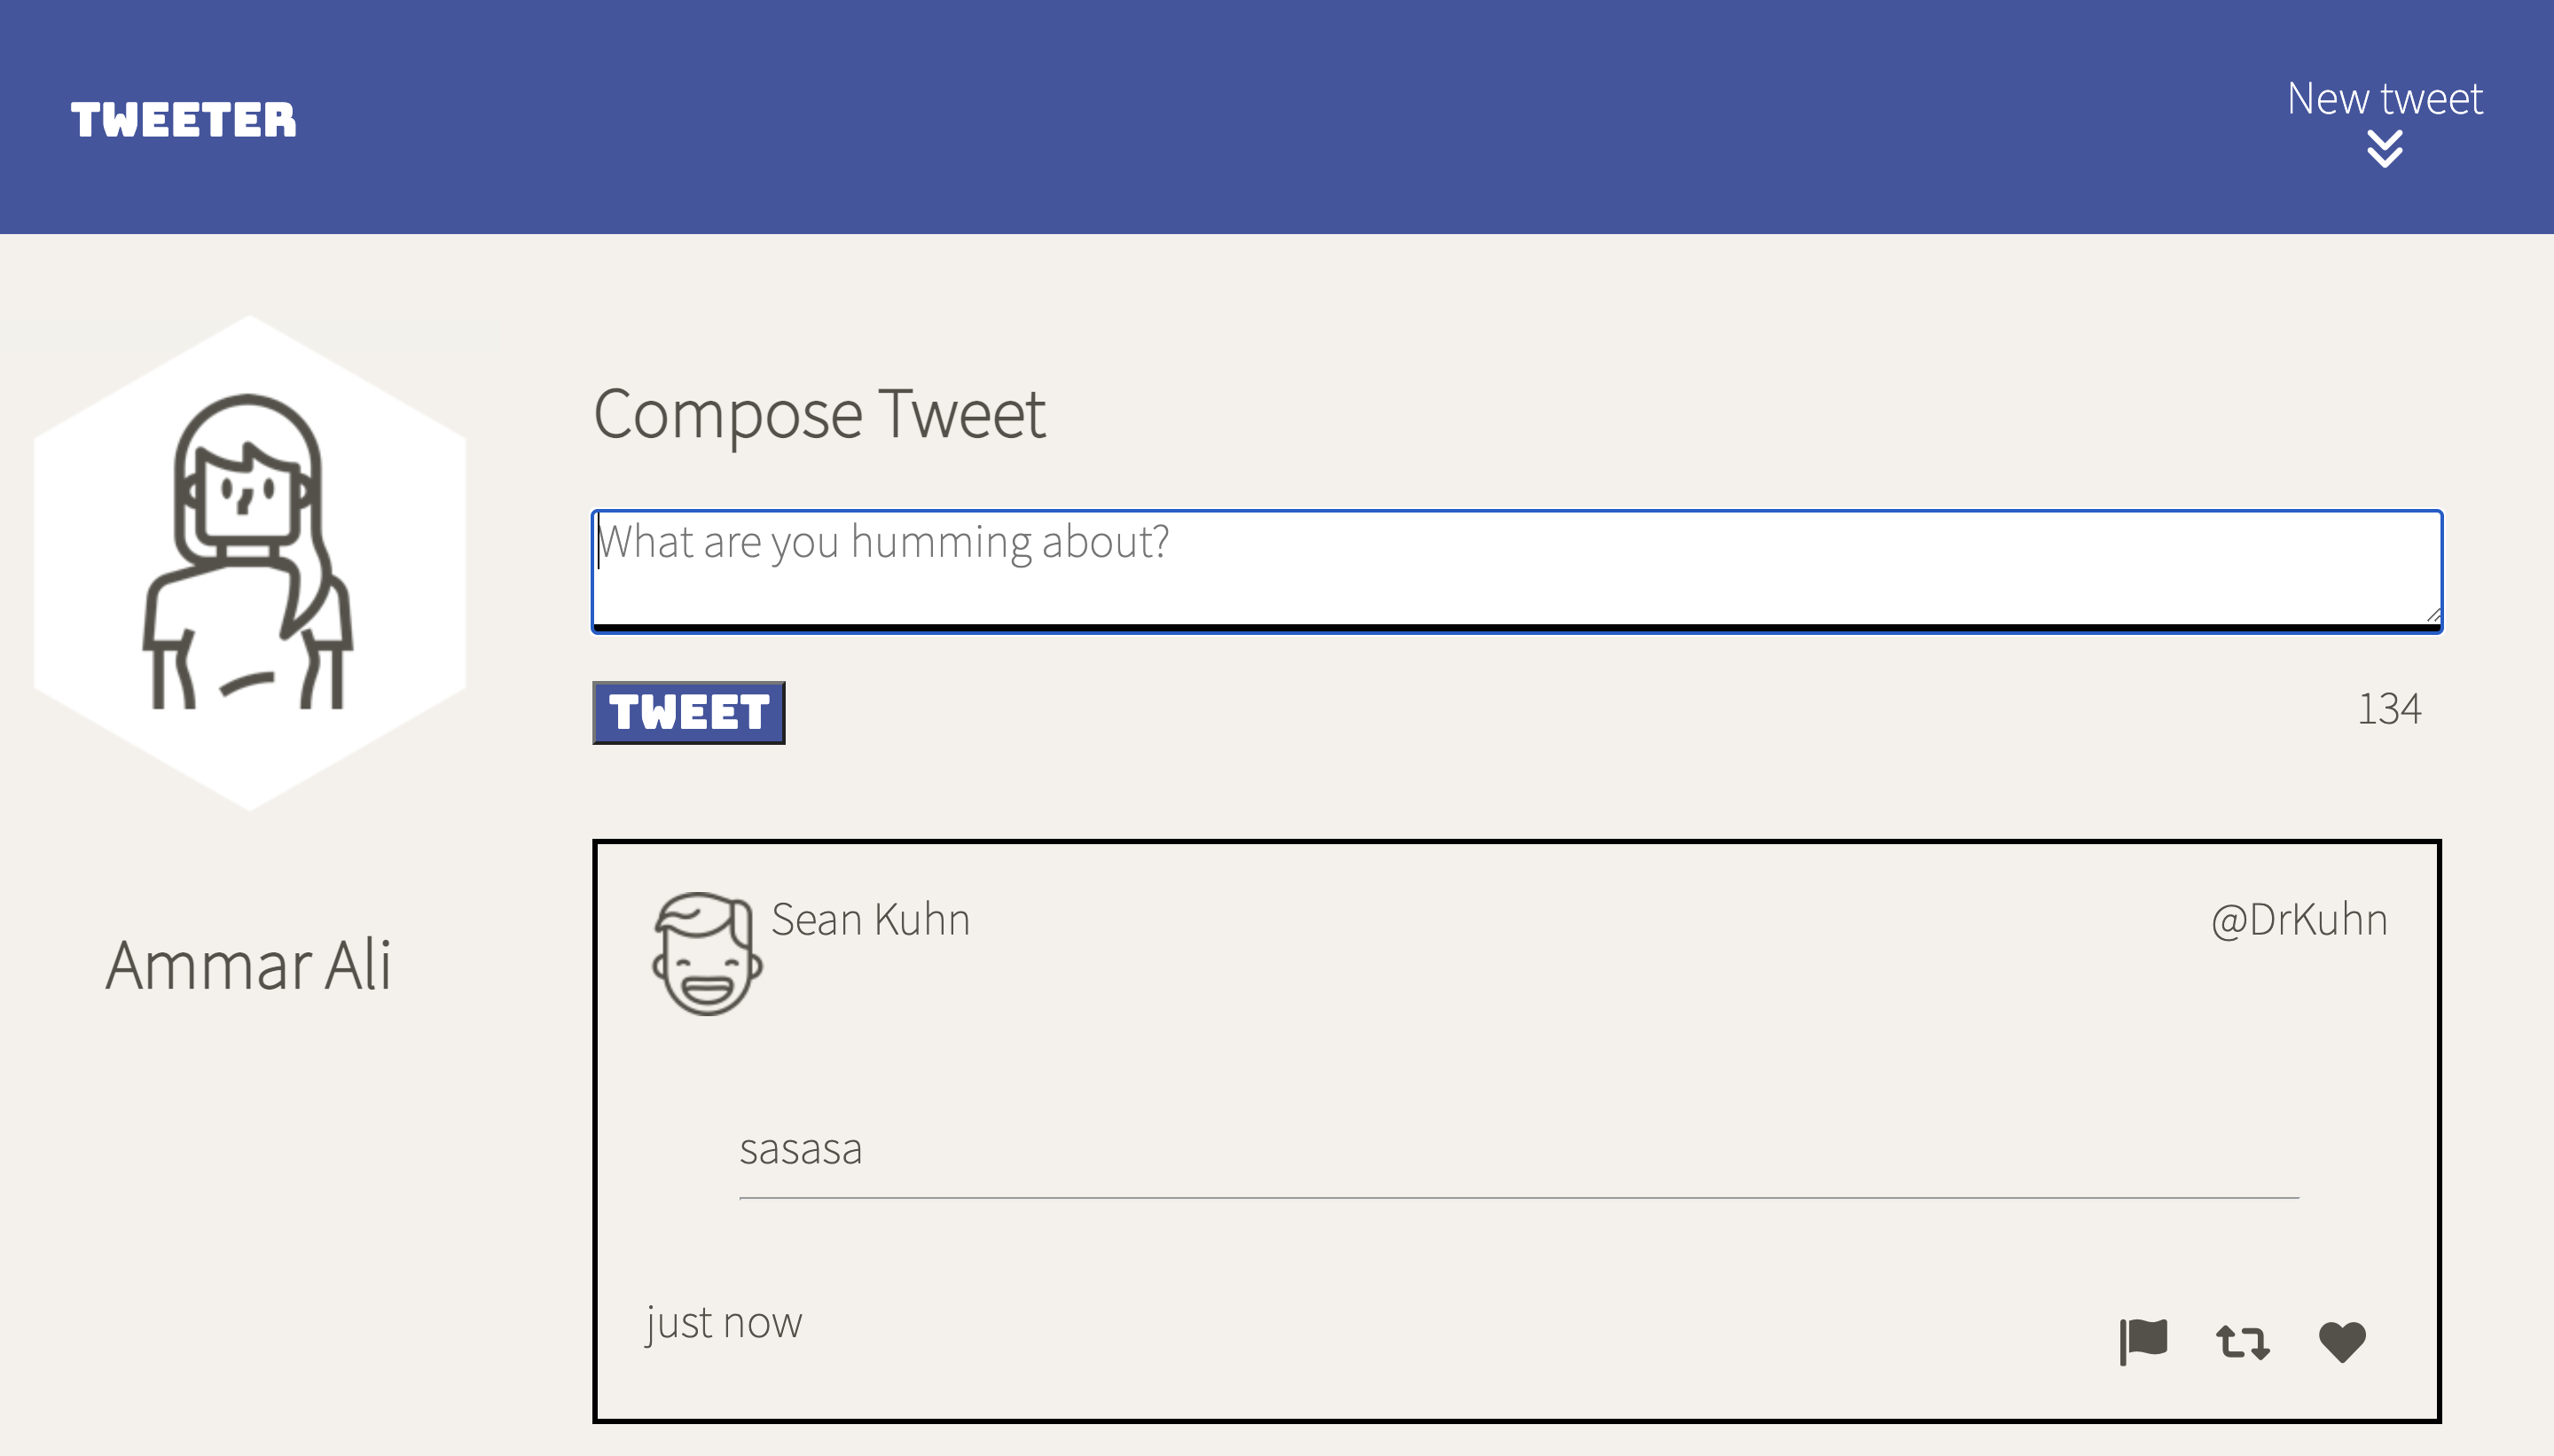 TWEETER
New tweet
Compose Tweet
What are you humming about?
TWEET
134
Ammar Ali
Sean Kuhn
@DrKuhn
sasasa
just now